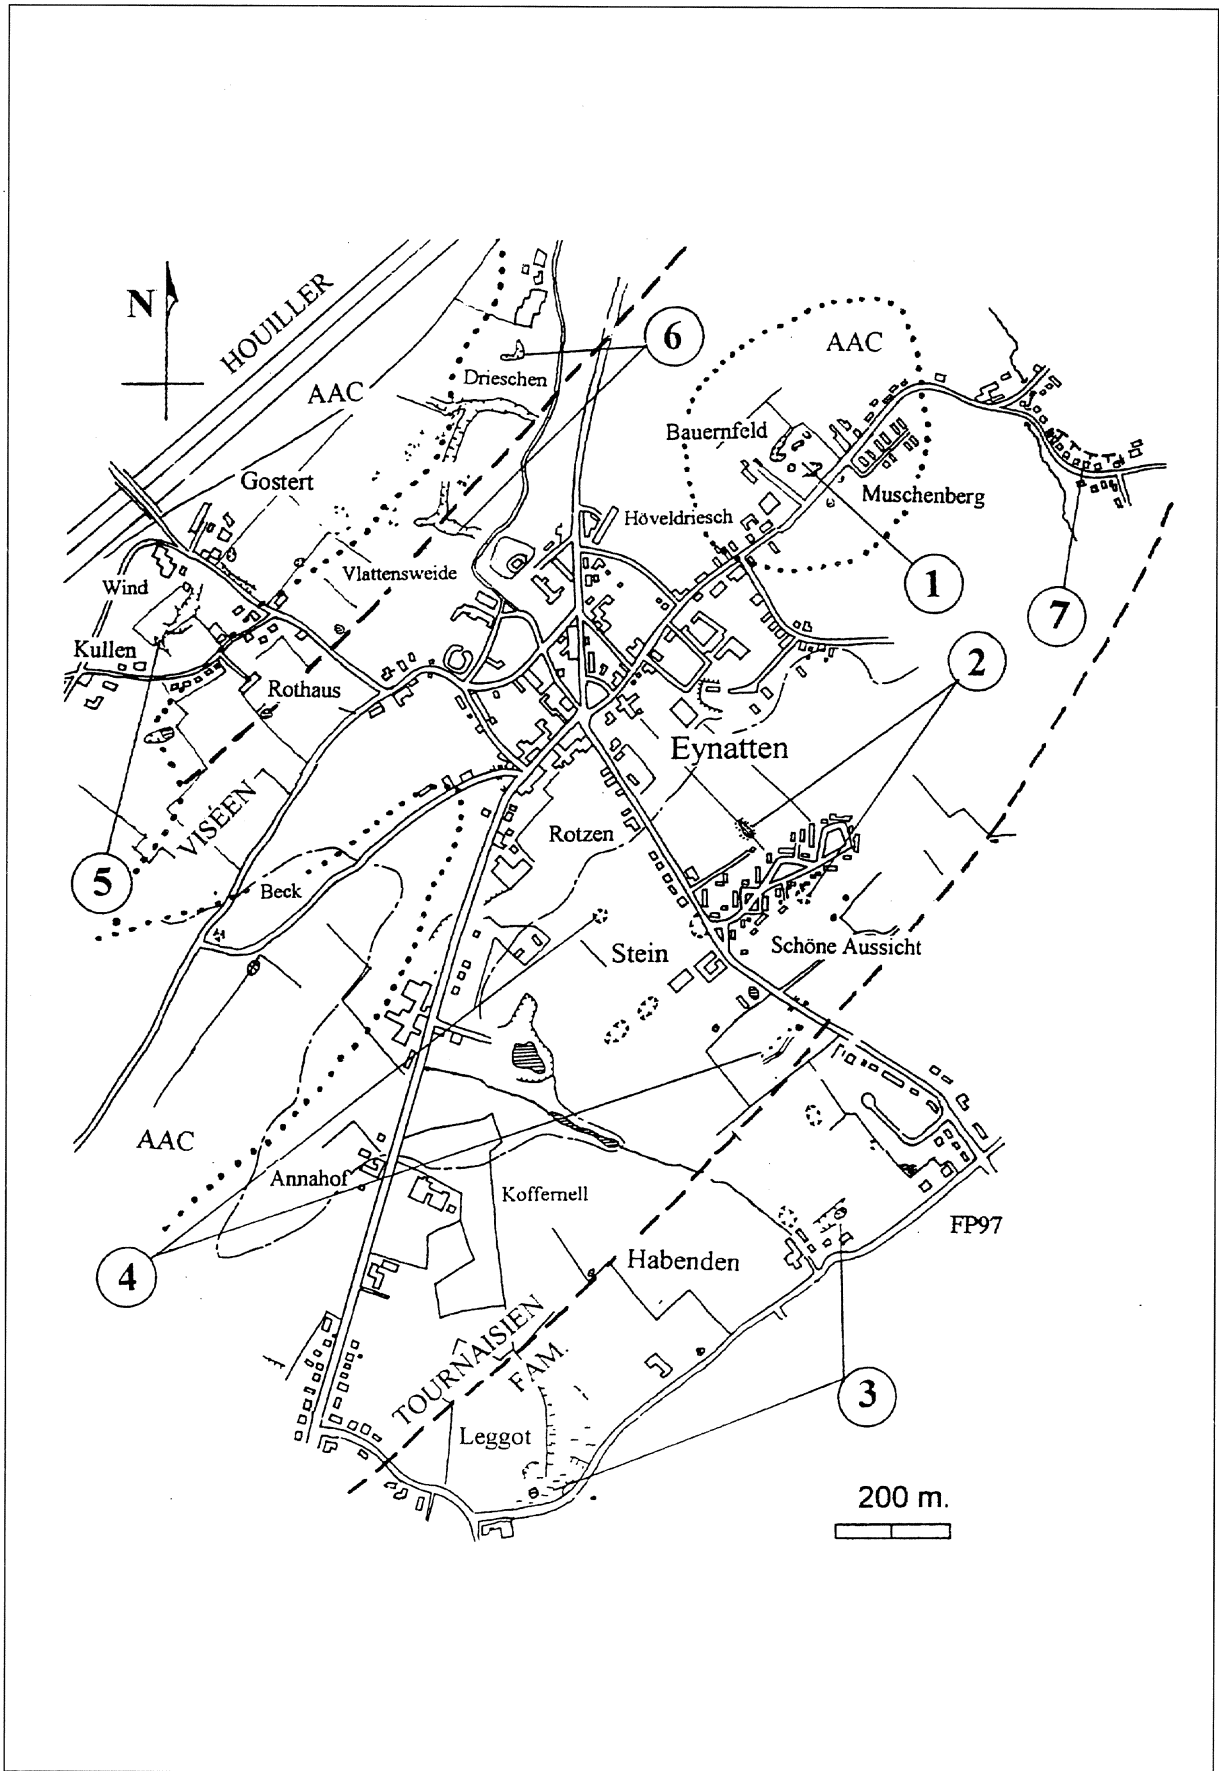 N
HOUILLER
6
AAC
Drieschen
AAC
Bauernfeld
Gostert
Muschenberg
Höveldriesch
Vlattensweide
Wind
1
7
Kullen
2
Rothaus
Eynatten
VISÉEN
Rotzen
5
Beck
Stein
Schöne Aussicht
AAC
Annahof
Koffernell
FP97
4
Habenden
TOURNAISIEN
FAM.
3
Leggot
200 m.